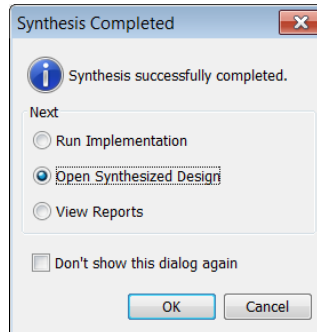 Synthesis Completed
Synthesis successfully completed.
Next
Run Implementation
Open Synthesized Design
View Reports
Don't show this dialog again
OK
Cancel